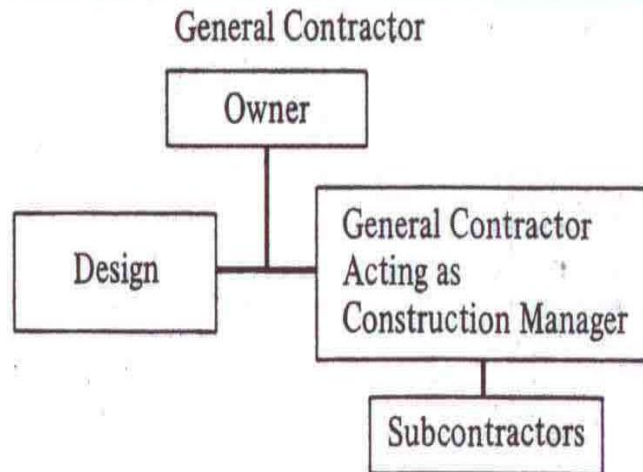 General Contractor
Owner
Design
General Contractor
Acting as
Construction Manager
Subcontractors